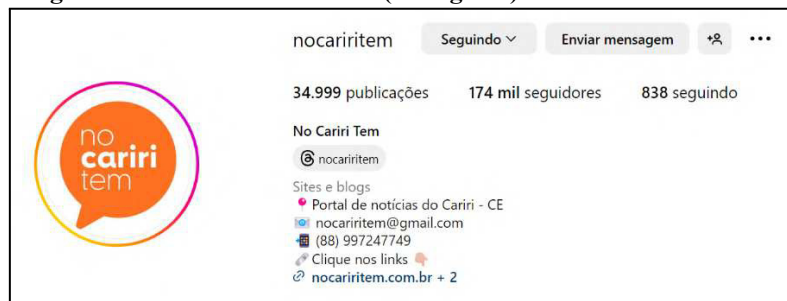 nocariritem Seguindo Enviar mensagem
34.999 publicações 174 mil seguidores 838 seguindo
no
cariri
tem
No Cariri Tem
nocariritem
Sites e blogs
Portal de notícias do Cariri - CE
nocariritem@gmail.com
(88) 997247749
Clique nos links
nocariritem.com.br + 2